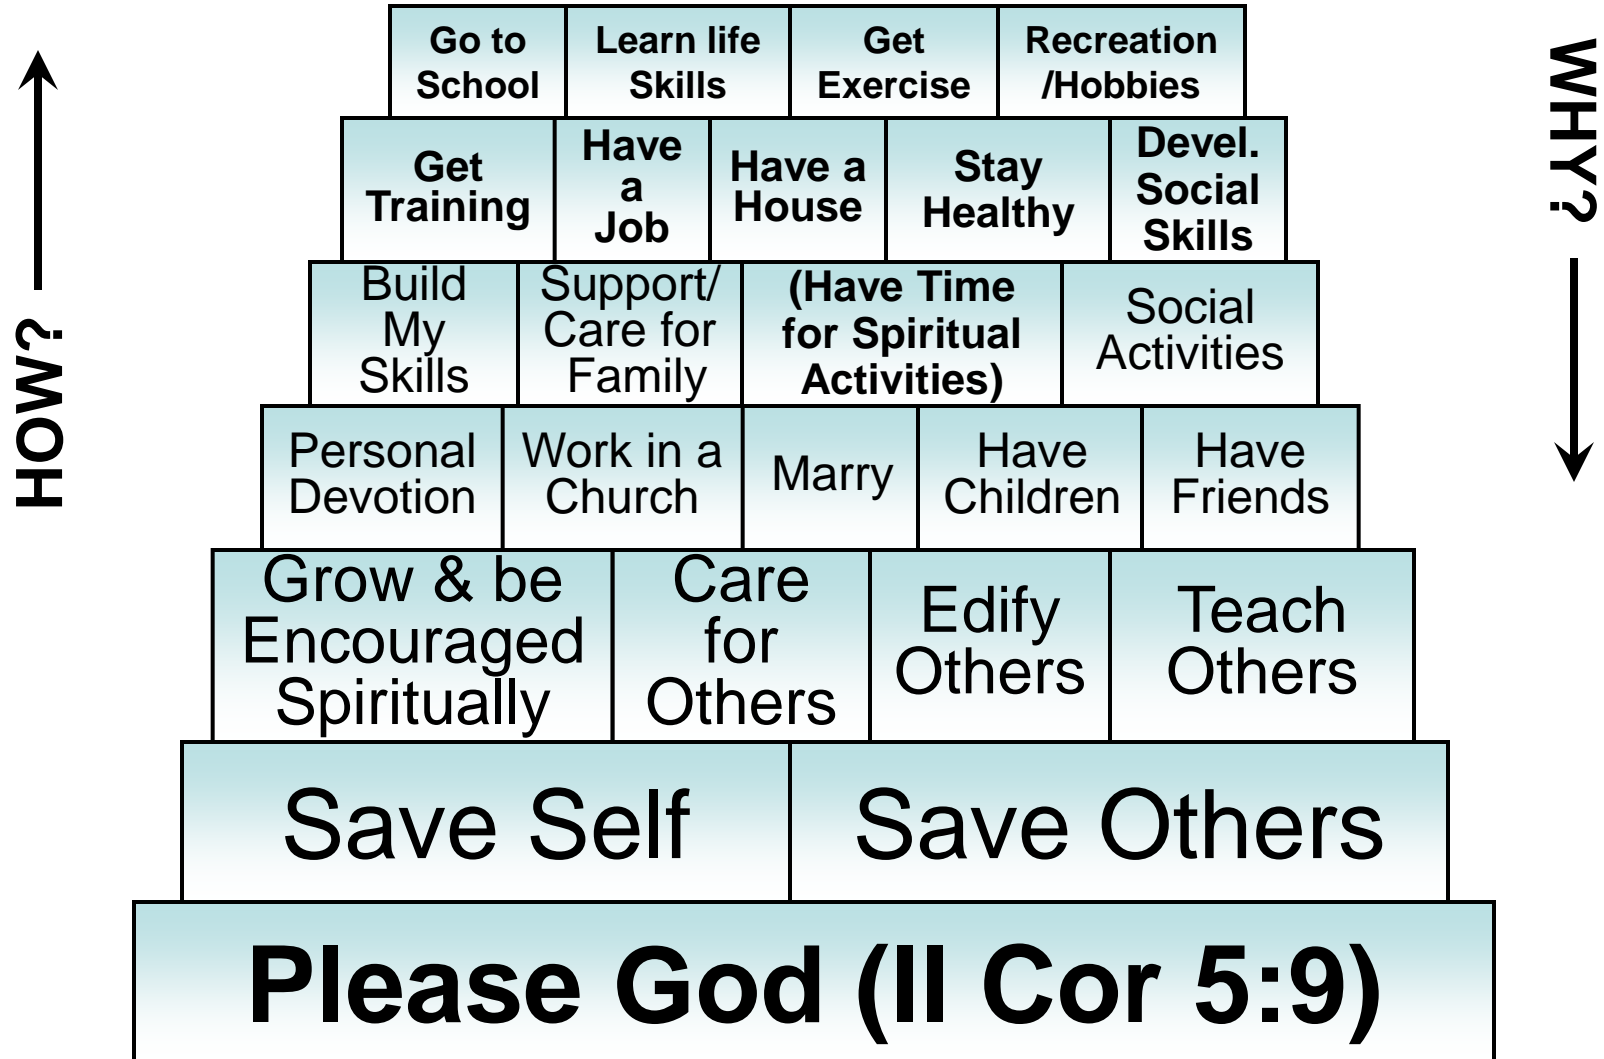 Go to
School
Learn life
Skills
Get
Exercise
Recreation
/Hobbies
WHY?
Get
Training
Have
a
Job
Have a
House
Stay
Healthy
Devel.
Social
Skills
Build
My
Skills
Support/
Care for
Family
(Have Time
for Spiritual
Activities)
Social
Activities
HOW?
Personal
Devotion
Work in a
Church
Marry
Have
Children
Have
Friends
Grow & be
Encouraged
Spiritually
Care
for
Others
Edify
Others
Teach
Others
Save Self
Save Others
Please God (II Cor 5:9)